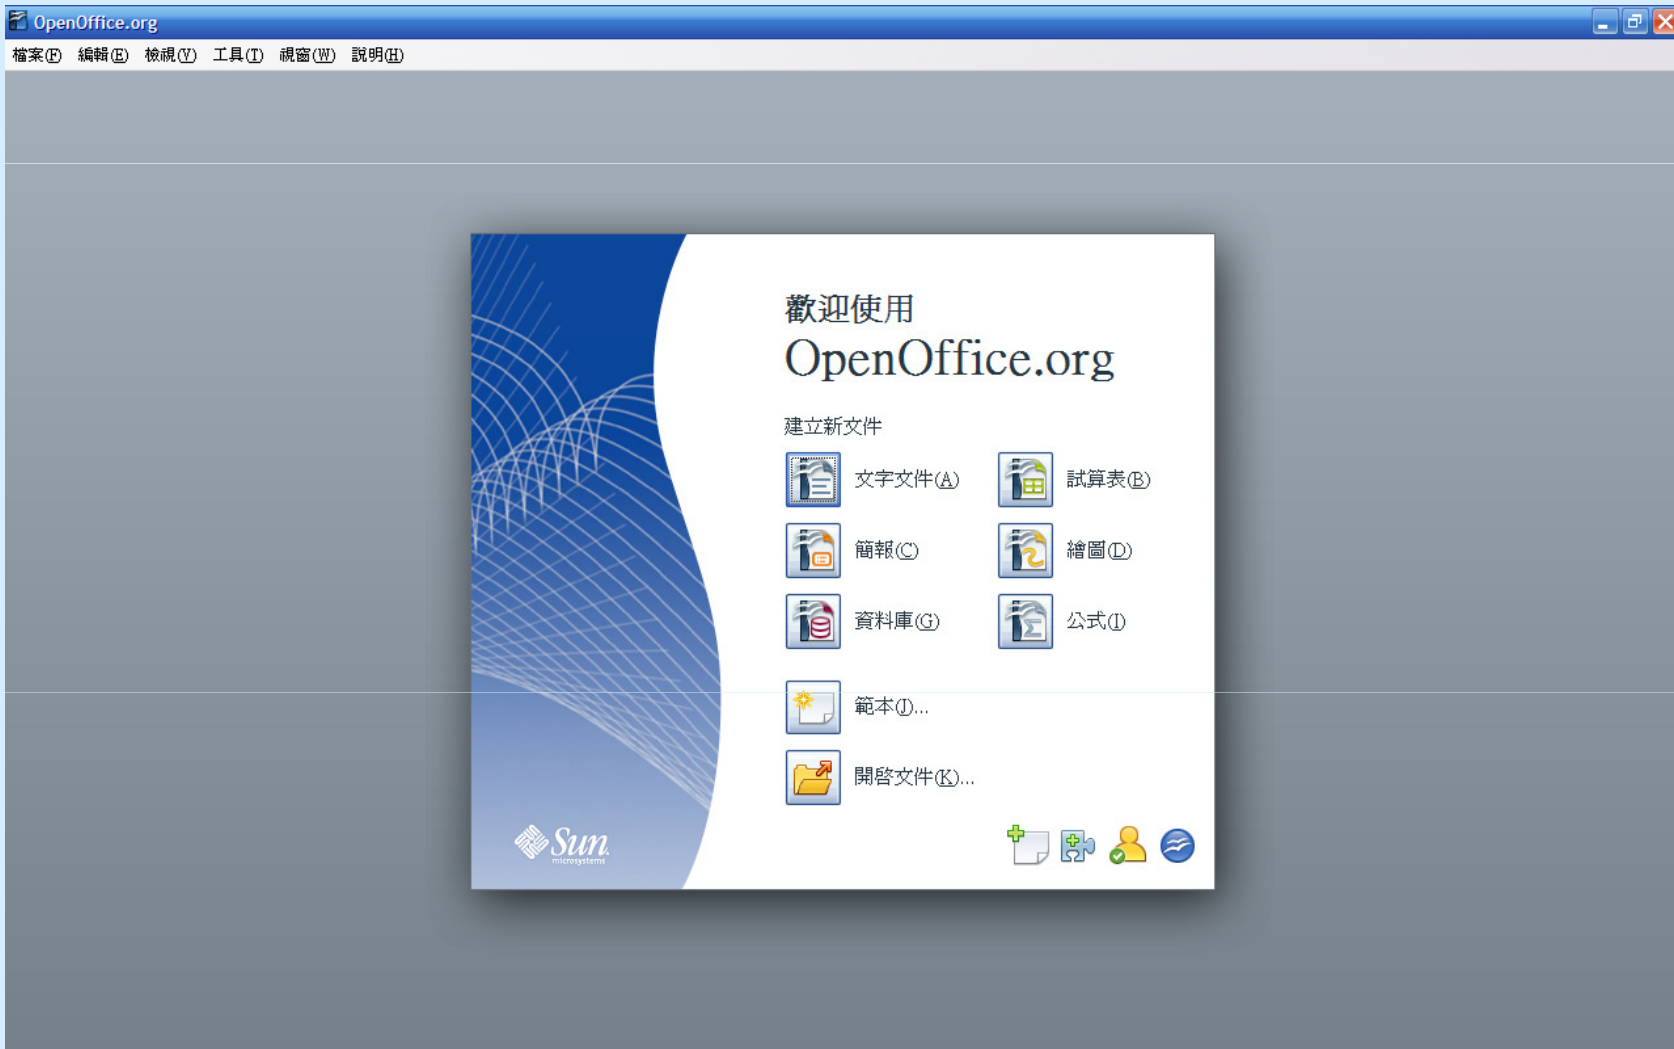 OpenOffice.org
檔案(F) 編輯(E) 檢視(V) 工具(T) 視窗(W) 說明(H)
歡迎使用
OpenOffice.org
建立新文件
文字文件(A) 試算表(B)
簡報(C) 繪圖(D)
資料庫(G) 公式(I)
範本(J)...
開啓文件(K)...
Sun
microsystems